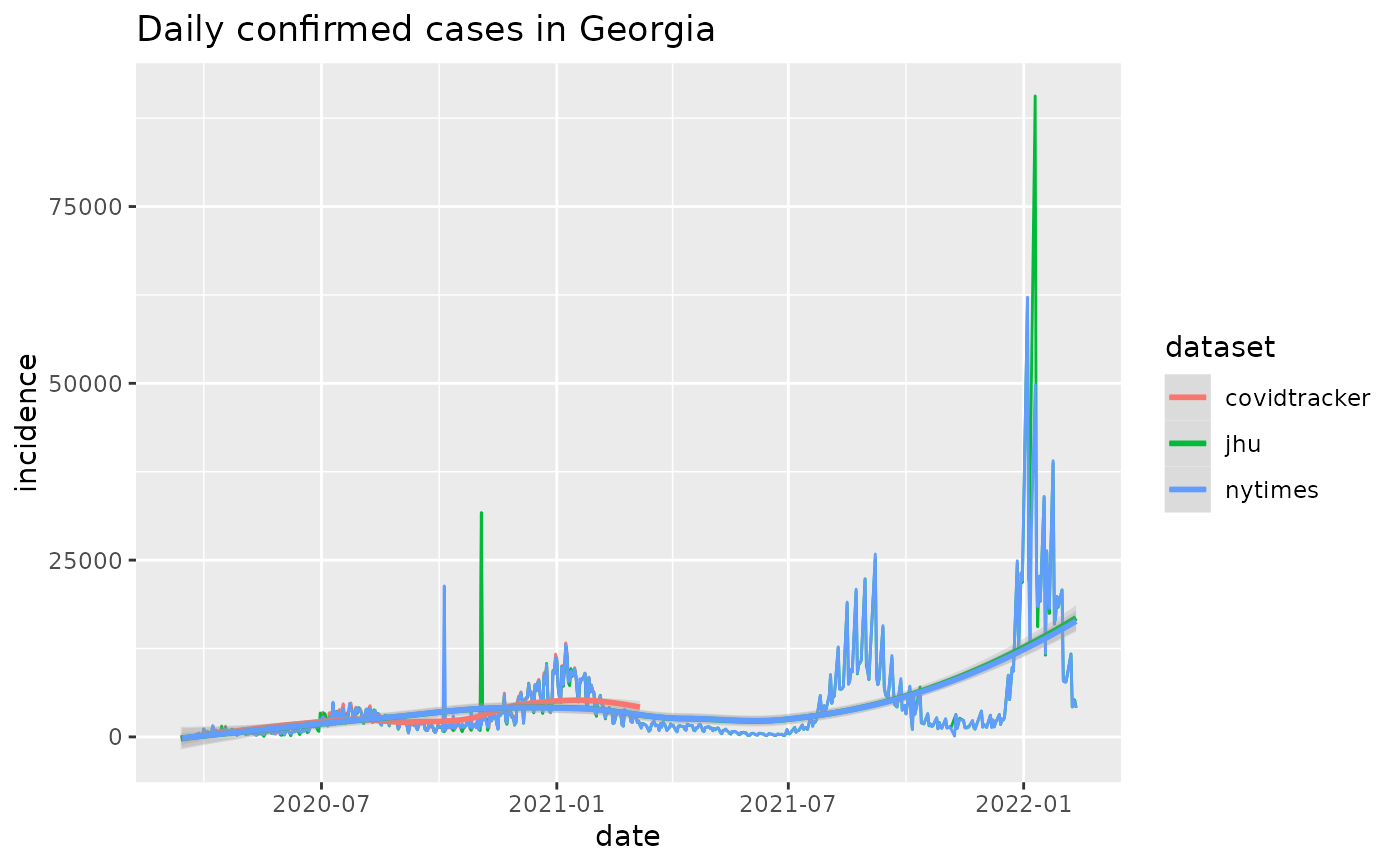 Daily confirmed cases in Georgia
75000
50000
25000
0
incidence
2020-07
2021-01
2021-07
2022-01
date
dataset
covidtracker
jhu
nytimes